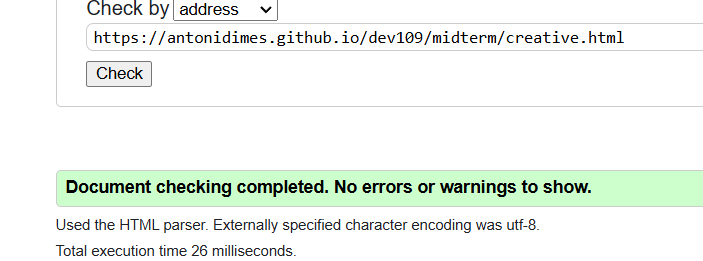 Check by address
https://antonidimes.github.io/dev109/midterm/creative.html
Check
Document checking completed. No errors or warnings to show.
Used the HTML parser. Externally specified character encoding was utf-8.
Total execution time 26 milliseconds.